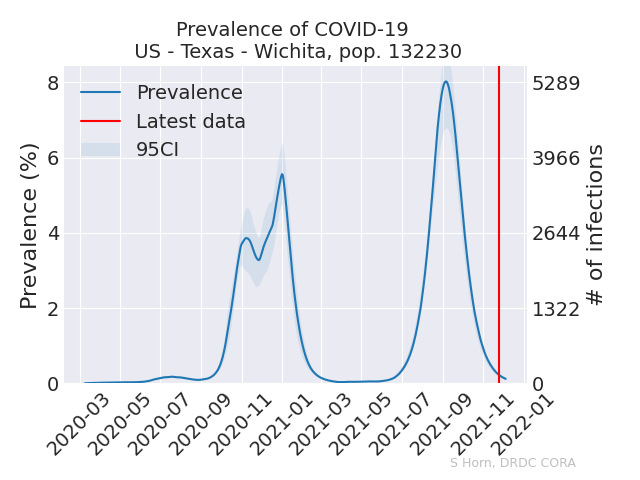 Prevalence of COVID-19
US - Texas - Wichita, pop. 132230
Prevalence
Latest data
95CI
Prevalence (%)
8
6
4
2
0
5289
3966
2644
1322
0
# of infections
2020-03
2020-05
2020-07
2020-09
2020-11
2021-01
2021-03
2021-05
2021-07
2021-09
2021-11
2022-01
S Horn, DRDC CORA